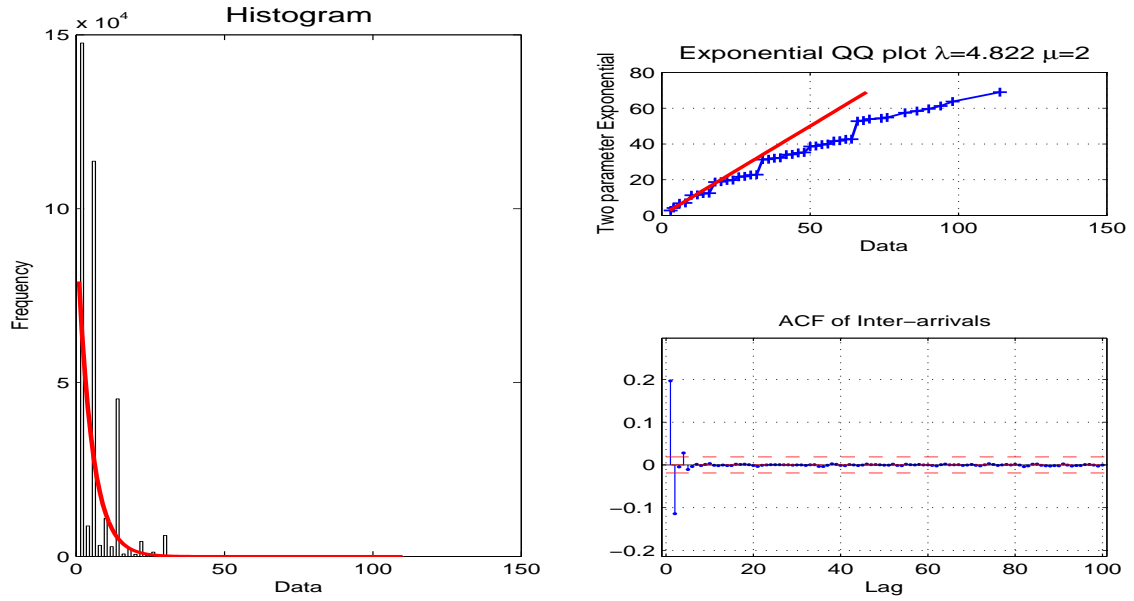 Histogram
× 10⁴
15
10
5
0
Frequency
0 50 100 150
Data
Exponential QQ plot λ=4.822 μ=2
80
60
40
20
0
Two parameter Exponential
0 50 100 150
Data
ACF of Inter−arrivals
0.2
0.1
0
−0.1
−0.2
0 20 40 60 80 100
Lag